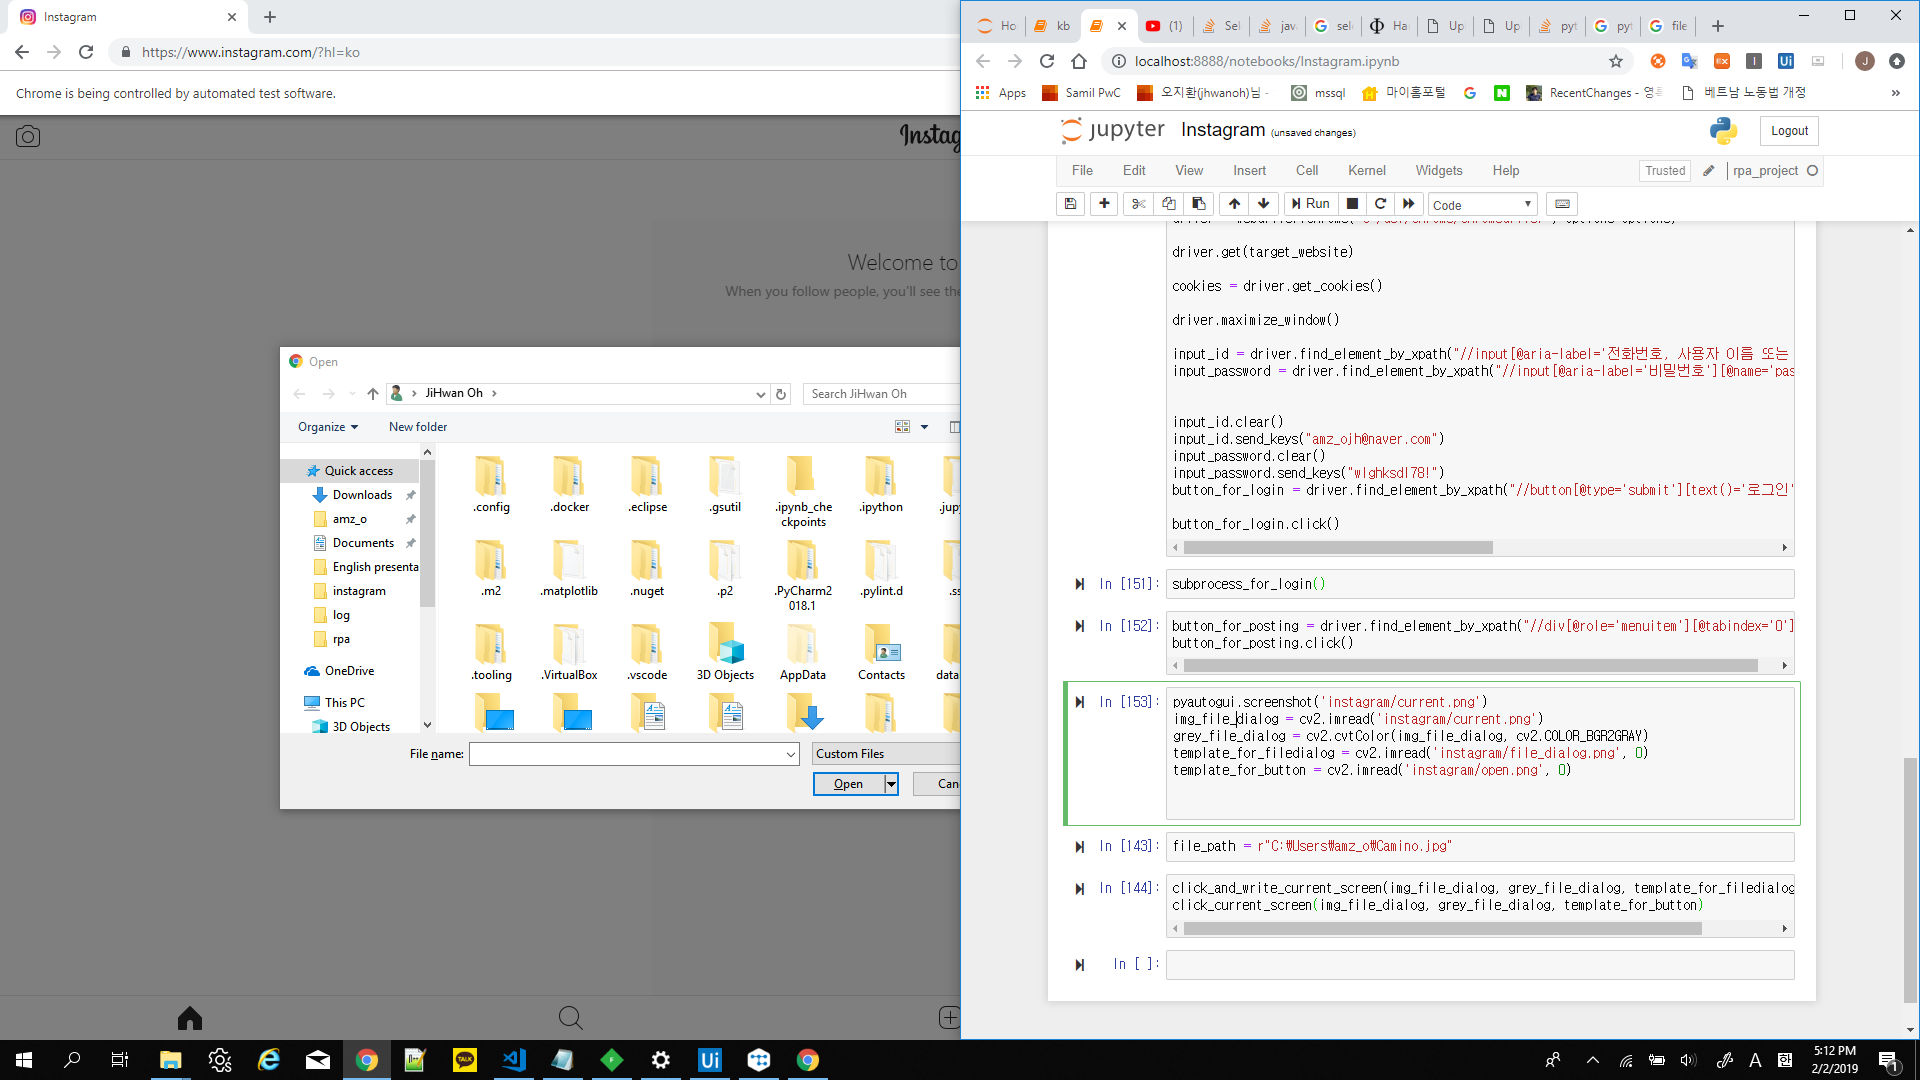 Instagram
https://www.instagram.com/?hl=ko
Chrome is being controlled by automated test software.
Instag
Welcome to
When you follow people, you'll see the
Open
JiHwan Oh
Search JiHwan Oh
Organize
New folder
Quick access
Downloads
amz_o
Documents
English presenta
instagram
log
rpa
OneDrive
This PC
3D Objects
.config
.docker
.eclipse
.gsutil
.ipynb_checkpoints
.ipython
.jup
.m2
.matplotlib
.nuget
.p2
.PyCharm2018.1
.pylint.d
.ss
.tooling
.VirtualBox
.vscode
3D Objects
AppData
Contacts
data
File name:
Custom Files
Open
Can
Ho
kb
(1)
Sel
java
sele
Ha
Up
Up
pyt
pyt
file
localhost:8888/notebooks/Instagram.ipynb
Apps
Samil PwC
오지환(jhwanoh)님 -
mssql
마이홈포털
RecentChanges - 영
베트남 노동법 개정
jupyter
Instagram (unsaved changes)
Logout
File
Edit
View
Insert
Cell
Kernel
Widgets
Help
Trusted
rpa_project
Run
Code
driver.get(target_website)
cookies = driver.get_cookies()
driver.maximize_window()
input_id = driver.find_element_by_xpath("//input[@aria-label='전화번호, 사용자 이름 또는
input_password = driver.find_element_by_xpath("//input[@aria-label='비밀번호'][@name='pas
input_id.clear()
input_id.send_keys("amz_ojh@naver.com")
input_password.clear()
input_password.send_keys("wlghksdl78!")
button_for_login = driver.find_element_by_xpath("//button[@type='submit'][text()='로그인'
button_for_login.click()
In [151]:
subprocess_for_login()
In [152]:
button_for_posting = driver.find_element_by_xpath("//div[@role='menuitem'][@tabindex='0']
button_for_posting.click()
In [153]:
pyautogui.screenshot('instagram/current.png')
img_file_dialog = cv2.imread('instagram/current.png')
grey_file_dialog = cv2.cvtColor(img_file_dialog, cv2.COLOR_BGR2GRAY)
template_for_filedialog = cv2.imread('instagram/file_dialog.png', 0)
template_for_button = cv2.imread('instagram/open.png', 0)
In [143]:
file_path = r"C:₩Users₩amz_o₩Camino.jpg"
In [144]:
click_and_write_current_screen(img_file_dialog, grey_file_dialog, template_for_filedialog
click_current_screen(img_file_dialog, grey_file_dialog, template_for_button)
In [ ]:
TALK
Ui
A
한
5:12 PM
2/2/2019
1